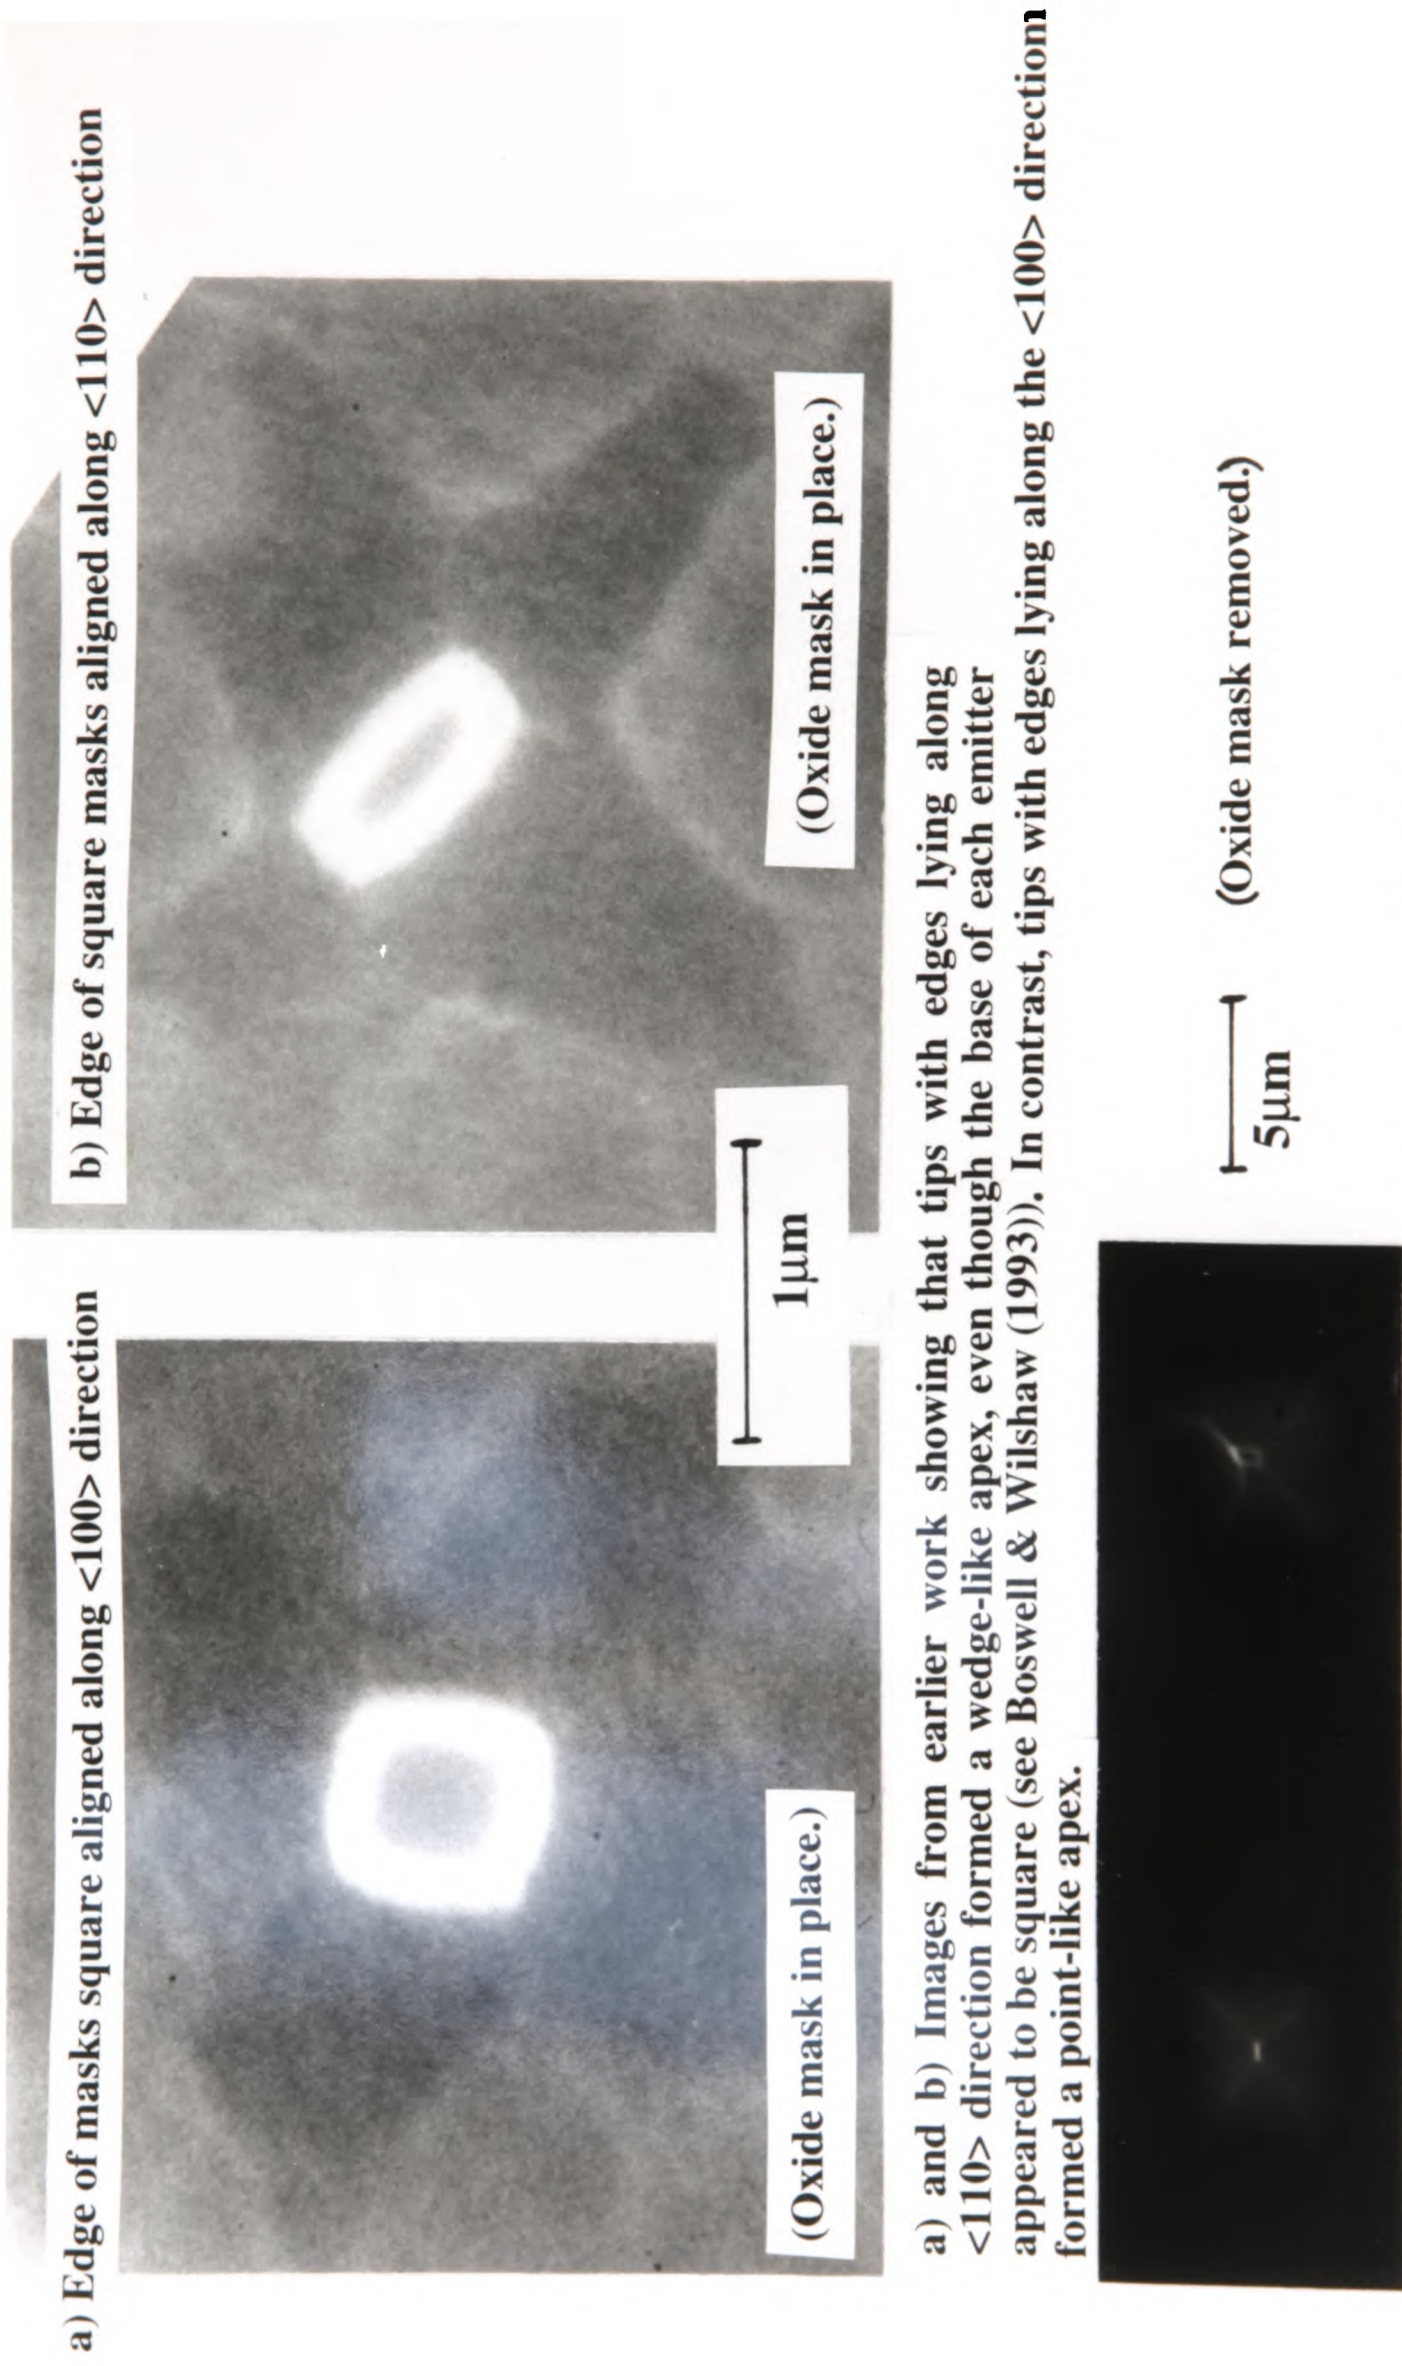 a) Edge of masks square aligned along <100> direction
b) Edge of square masks aligned along <110> direction
(Oxide mask in place.)
1μm
(Oxide mask in place.)
a) and b) Images from earlier work showing that tips with edges lying along
<110> direction formed a wedge-like apex, even though the base of each emitter
appeared to be square (see Boswell & Wilshaw (1993)). In contrast, tips with edges lying along the <100> direction
formed a point-like apex.
5μm
(Oxide mask removed.)